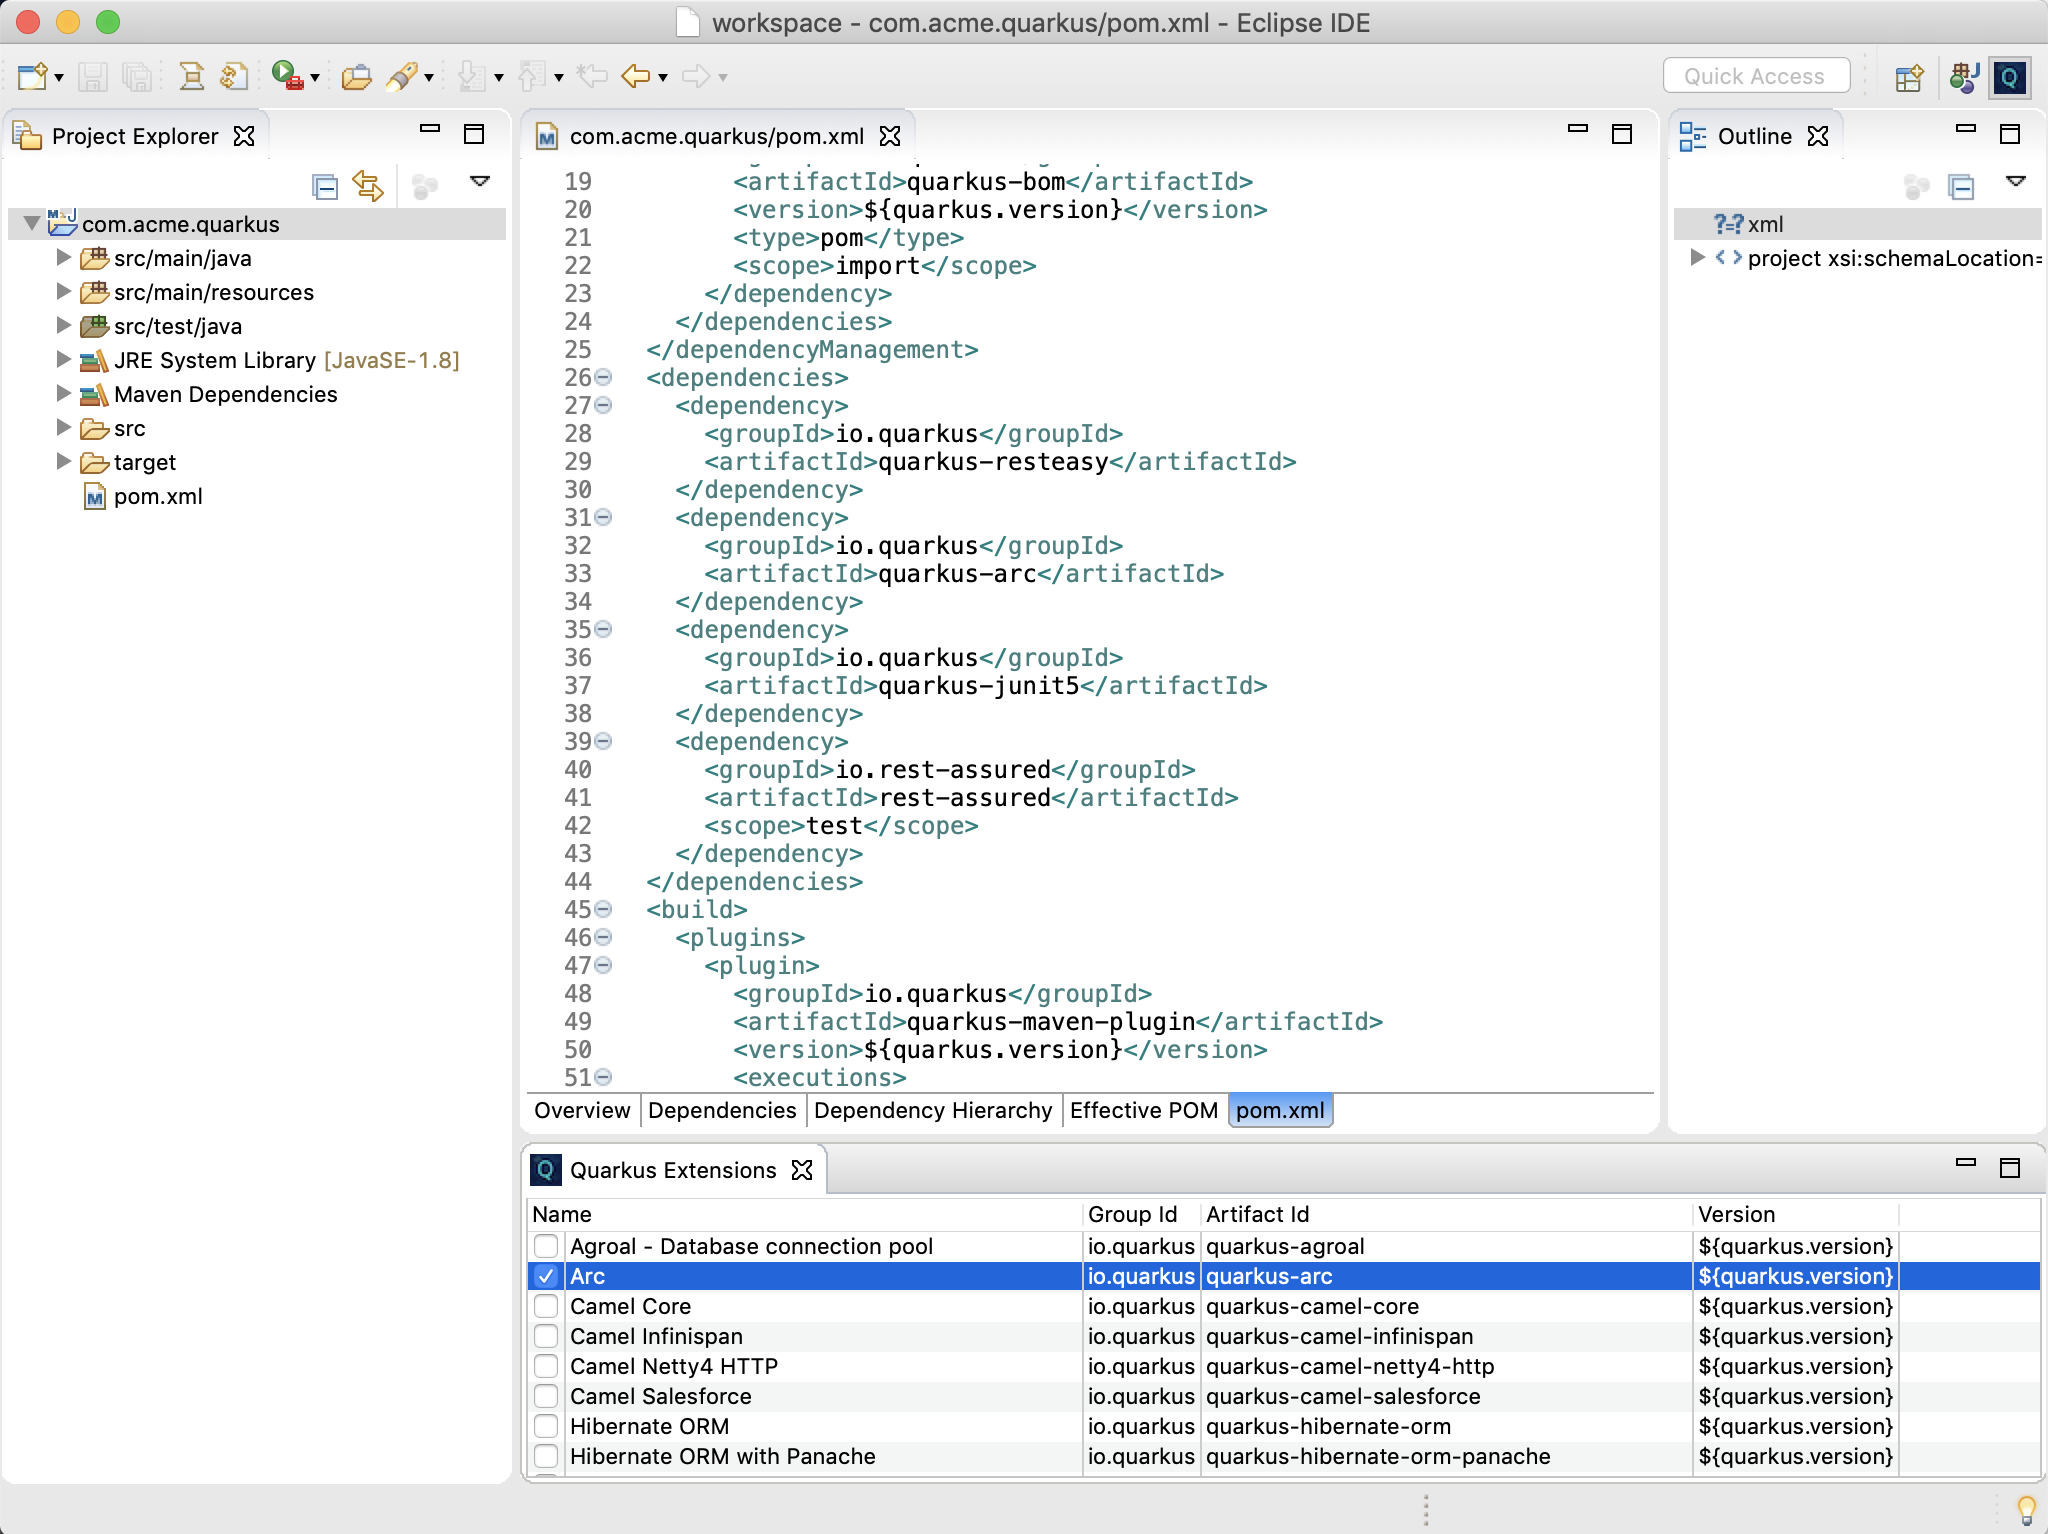 workspace - com.acme.quarkus/pom.xml - Eclipse IDE
Quick Access
Project Explorer
com.acme.quarkus
src/main/java
src/main/resources
src/test/java
JRE System Library [JavaSE-1.8]
Maven Dependencies
src
target
pom.xml
com.acme.quarkus/pom.xml
19 <artifactId>quarkus-bom</artifactId>
20 <version>${quarkus.version}</version>
21 <type>pom</type>
22 <scope>import</scope>
23 </dependency>
24 </dependencies>
25 </dependencyManagement>
26 <dependencies>
27 <dependency>
28 <groupId>io.quarkus</groupId>
29 <artifactId>quarkus-resteasy</artifactId>
30 </dependency>
31 <dependency>
32 <groupId>io.quarkus</groupId>
33 <artifactId>quarkus-arc</artifactId>
34 </dependency>
35 <dependency>
36 <groupId>io.quarkus</groupId>
37 <artifactId>quarkus-junit5</artifactId>
38 </dependency>
39 <dependency>
40 <groupId>io.rest-assured</groupId>
41 <artifactId>rest-assured</artifactId>
42 <scope>test</scope>
43 </dependency>
44 </dependencies>
45 <build>
46 <plugins>
47 <plugin>
48 <groupId>io.quarkus</groupId>
49 <artifactId>quarkus-maven-plugin</artifactId>
50 <version>${quarkus.version}</version>
51 <executions>
Overview Dependencies Dependency Hierarchy Effective POM pom.xml
Outline
?=? xml
<> project xsi:schemaLocation=
Quarkus Extensions
Name Group Id Artifact Id Version
Agroal - Database connection pool io.quarkus quarkus-agroal ${quarkus.version}
Arc io.quarkus quarkus-arc ${quarkus.version}
Camel Core io.quarkus quarkus-camel-core ${quarkus.version}
Camel Infinispan io.quarkus quarkus-camel-infinispan ${quarkus.version}
Camel Netty4 HTTP io.quarkus quarkus-camel-netty4-http ${quarkus.version}
Camel Salesforce io.quarkus quarkus-camel-salesforce ${quarkus.version}
Hibernate ORM io.quarkus quarkus-hibernate-orm ${quarkus.version}
Hibernate ORM with Panache io.quarkus quarkus-hibernate-orm-panache ${quarkus.version}